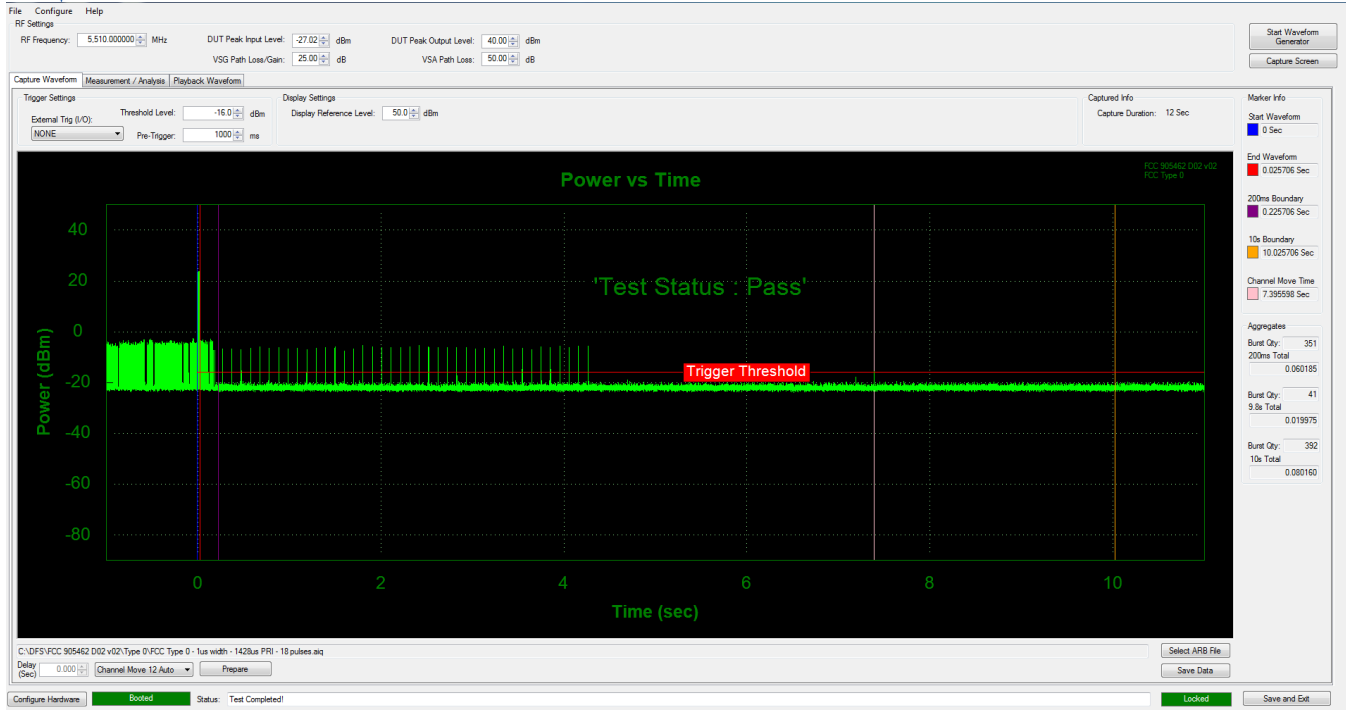 File Configure Help
RF Settings
RF Frequency: 5,510.000000 MHz DUT Peak Input Level: -27.02 dBm DUT Peak Output Level: 40.00 dBm
VSG Path Loss/Gain: 25.00 dB VSA Path Loss: 50.00 dB
Start Waveform
Generator
Capture Screen
Capture Waveform Measurement / Analysis Playback Waveform
Trigger Settings
External Trig (I/O):
NONE
Threshold Level: -16.0 dBm
Pre-Trigger: 1000 ms
Display Settings
Display Reference Level: 50.0 dBm
Captured Info
Capture Duration: 12 Sec
Marker Info
Start Waveform
0 Sec
End Waveform
0.025706 Sec
200ms Boundary
0.225706 Sec
10s Boundary
10.025706 Sec
Channel Move Time
7.395598 Sec
Aggregates
Burst Qty: 351
200ms Total
0.060185
Burst Qty: 41
9.8s Total
0.019975
Burst Qty: 392
10s Total
0.080160
Power vs Time
FCC 905462 D02 v02
FCC Type 0
'Test Status : Pass'
Trigger Threshold
Power (dBm)
40
20
0
-20
-40
-60
-80
0 2 4 6 8 10
Time (sec)
C:\DFS\FCC 905462 D02 v02\Type 0\FCC Type 0 - 1us width - 1428us PRI - 18 pulses.aiq
Select ARB File
Delay
(Sec) 0.000 Channel Move 12 Auto Prepare
Save Data
Configure Hardware Booted Status: Test Completed! Locked Save and Exit